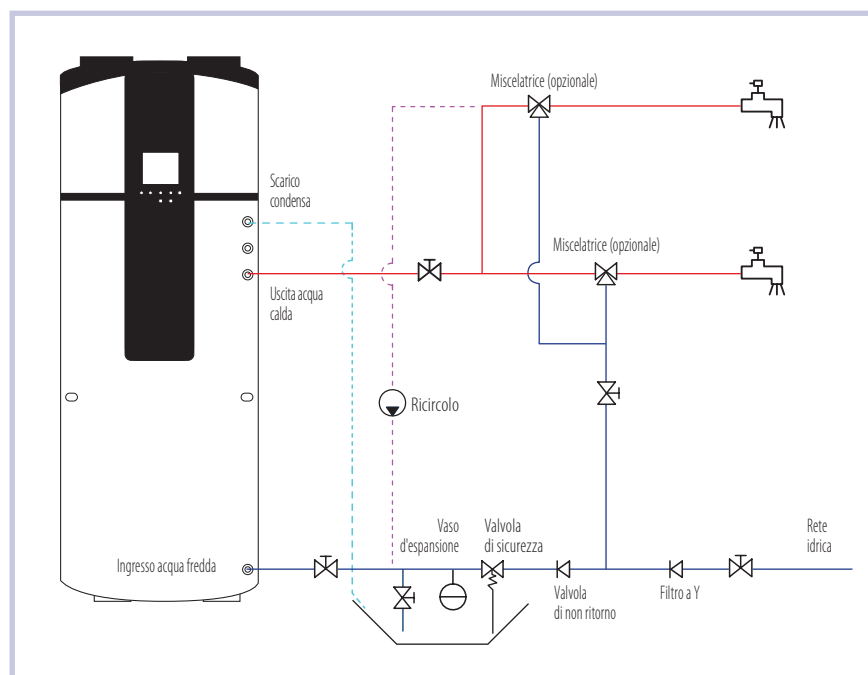 Miscelatrice (opzionale)
Scarico
condensa
Miscelatrice (opzionale)
Uscita acqua
calda
Ricircolo
Vaso
d'espansione
Valvola
di sicurezza
Rete
idrica
Ingresso acqua fredda
Valvola
di non ritorno
Filtro a Y